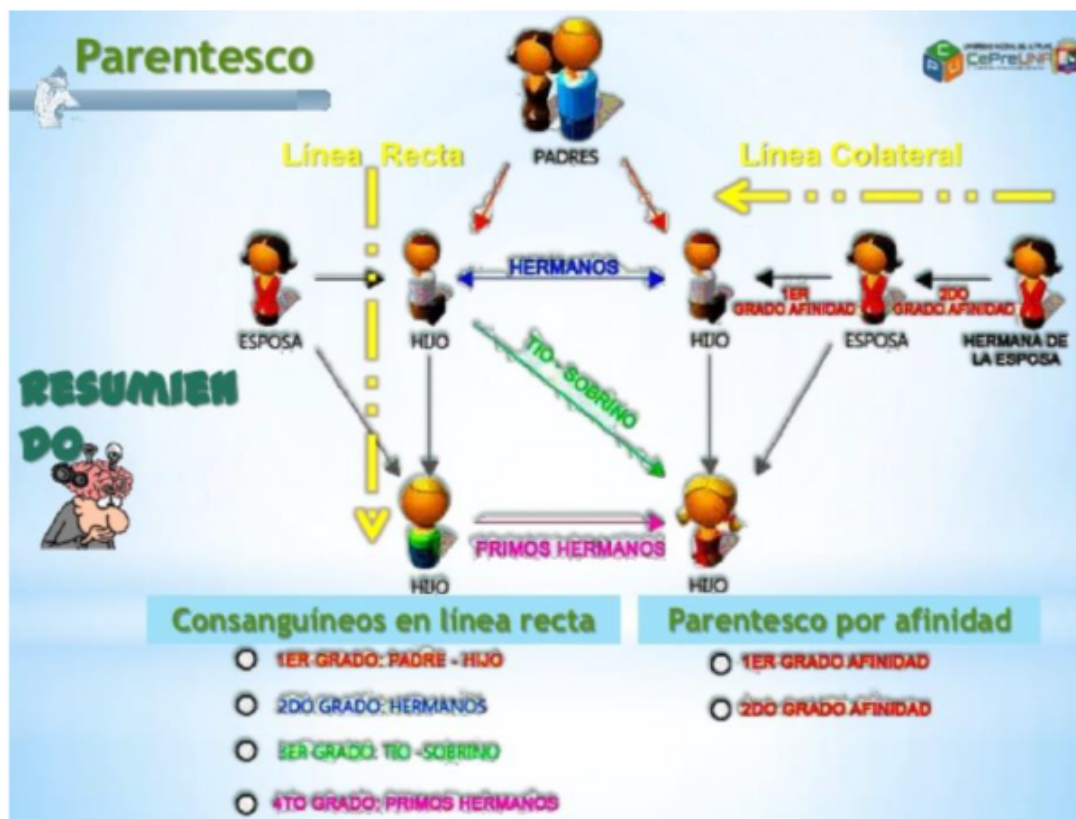 Parentesco
CePreUNA
PADRES
Línea Recta
Línea Colateral
HERMANOS
1ER
GRADO AFINIDAD
2DO
GRADO AFINIDAD
ESPOSA
HIJO
HIJO
ESPOSA
HERMANA DE
LA ESPOSA
TIO - SOBRINO
RESUMIEN
DO
PRIMOS HERMANOS
HIJO
HIJO
Consanguíneos en línea recta
Parentesco por afinidad
1ER GRADO: PADRE - HIJO
2DO GRADO: HERMANOS
3ER GRADO: TIO -SOBRINO
4TO GRADO: PRIMOS HERMANOS
1ER GRADO AFINIDAD
2DO GRADO AFINIDAD